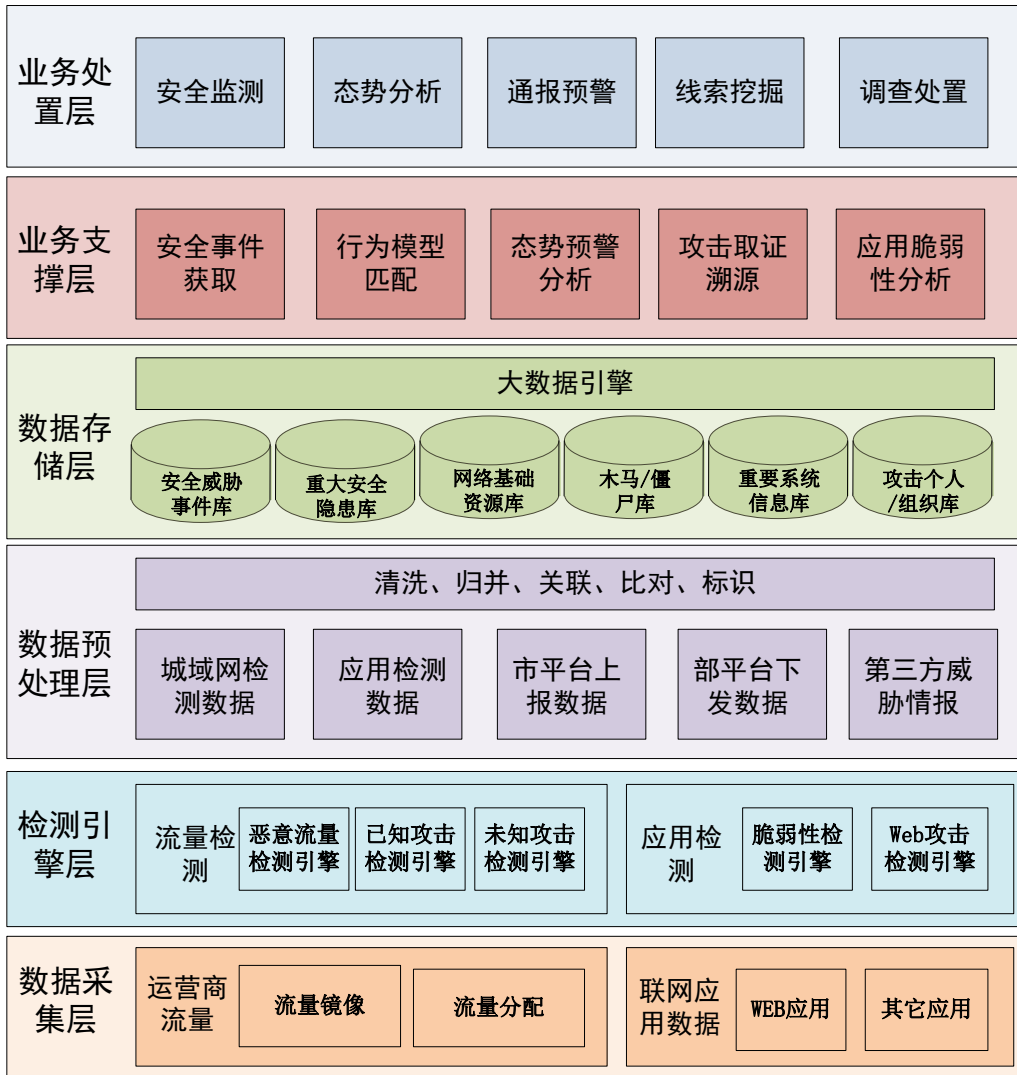 业务处
置层
安全监测
态势分析
通报预警
线索挖掘
调查处置
业务支
撑层
安全事件
获取
行为模型
匹配
态势预警
分析
攻击取证
溯源
应用脆弱
性分析
数据存
储层
大数据引擎
安全威胁
事件库
重大安全
隐患库
网络基础
资源库
木马/僵
尸库
重要系统
信息库
攻击个人
/组织库
数据预
处理层
清洗、归并、关联、比对、标识
城域网检
测数据
应用检测
数据
市平台上
报数据
部平台下
发数据
第三方威
胁情报
检测引
擎层
流量检
测
恶意流量
检测引擎
已知攻击
检测引擎
未知攻击
检测引擎
应用检
测
脆弱性检
测引擎
Web攻击
检测引擎
数据采
集层
运营商
流量
流量镜像
流量分配
联网应
用数据
WEB应用
其它应用